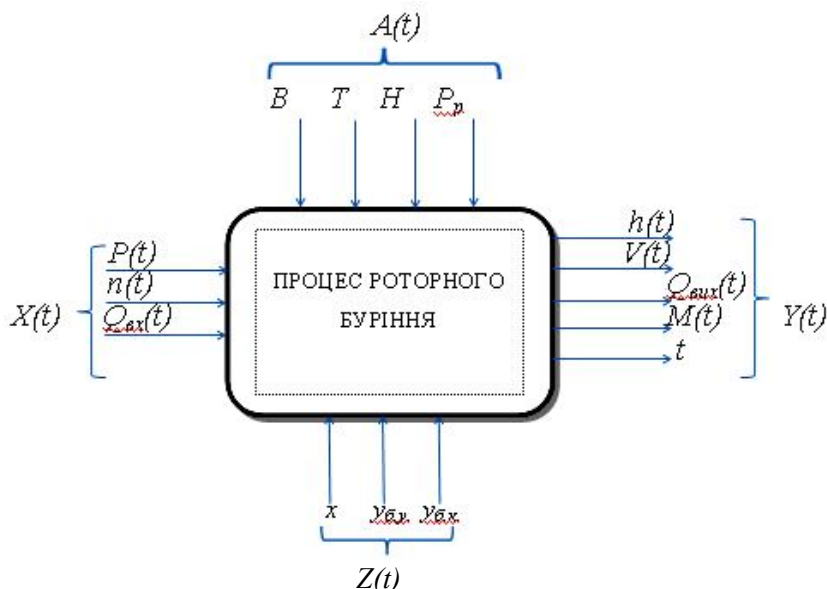 A(t)
B T H Pp
P(t)
n(t)
Qвх(t)
X(t)
ПРОЦЕС РОТОРНОГО
БУРІННЯ
h(t)
V(t)
Qвих(t)
M(t)
t
Y(t)
x yб.у yб.х.
Z(t)